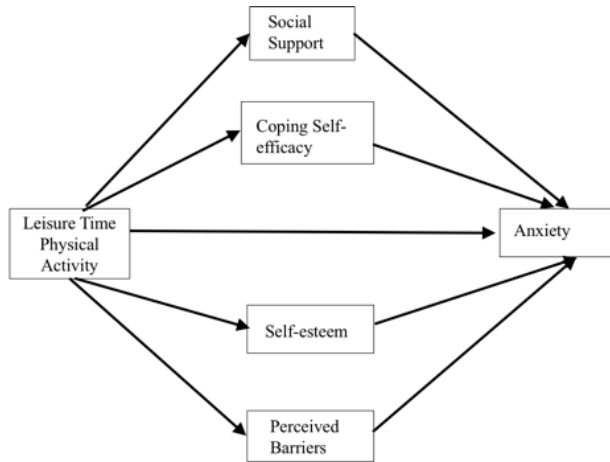 Social
Support
Coping Self-
efficacy
Leisure Time
Physical
Activity
Anxiety
Self-esteem
Perceived
Barriers